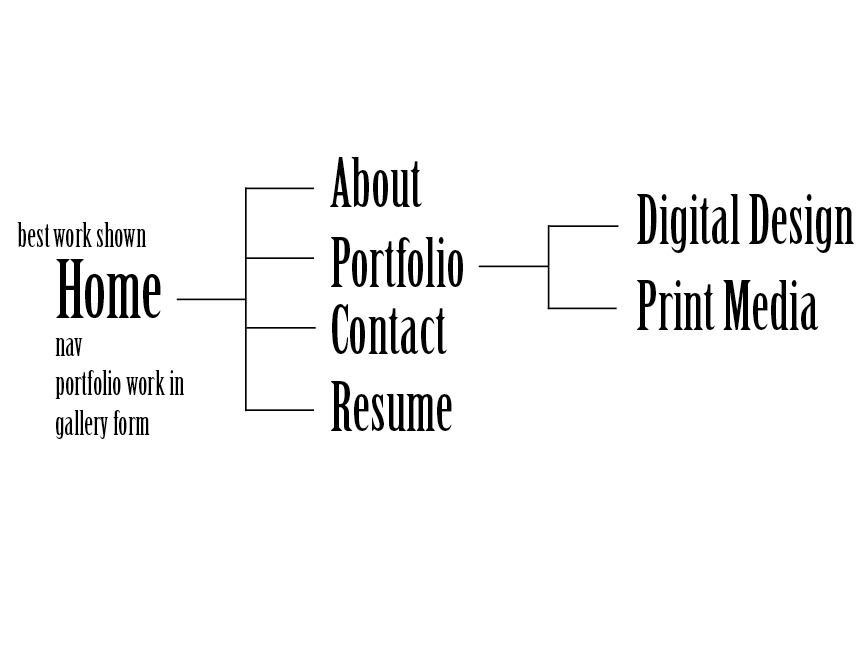 best work shown
Home
nav
portfolio work in
gallery form
About
Portfolio
Contact
Resume
Digital Design
Print Media